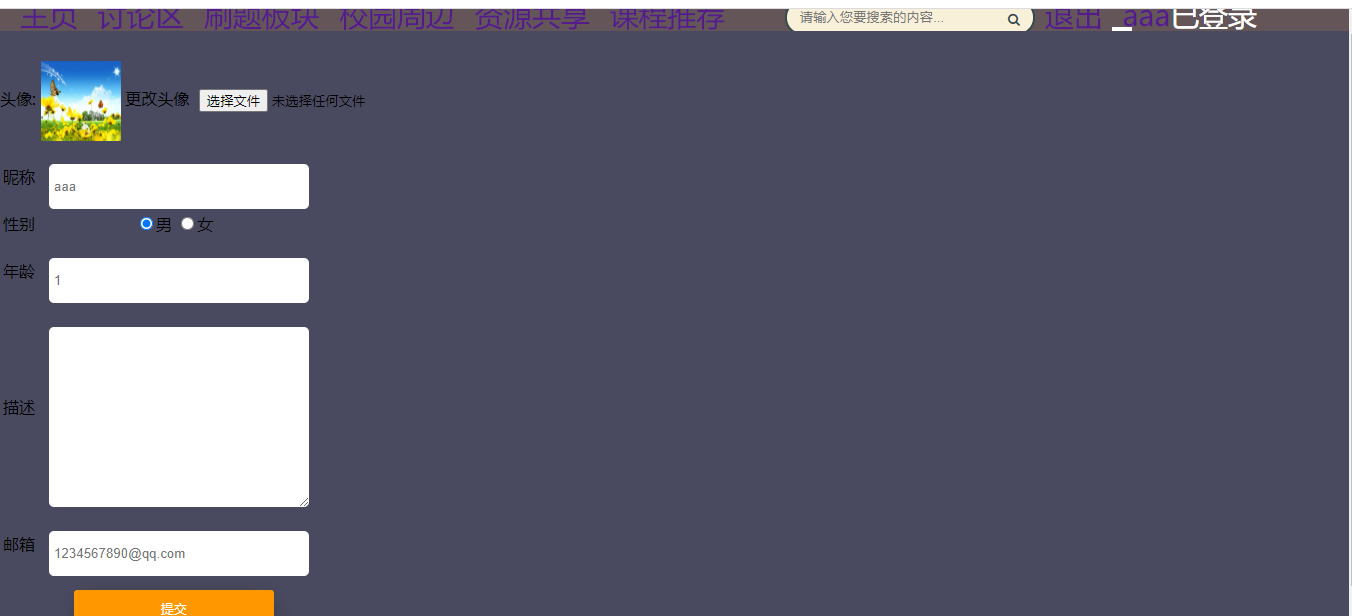 主页 讨论区 刷题板块 校园周边 资源共享 课程推荐 请输入您要搜索的内容... 退出 aaa已登录
头像: 更改头像 选择文件 未选择任何文件
昵称 aaa
性别 男 女
年龄 1
描述
邮箱 1234567890@qq.com
提交